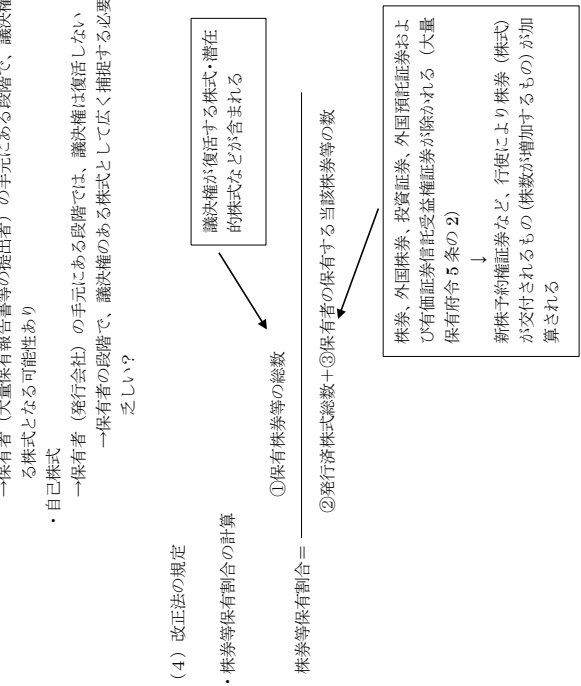 →保有者（大量保有報告書等の提出者）の手元にある段階で、議決権
る株式となる可能性あり
・自己株式
→保有者（発行会社）の手元にある段階では、議決権は復活しない
→保有者の段階で、議決権のある株式として広く捕捉する必要
乏しい？
（4）改正法の規定
・株券等保有割合の計算
議決権が復活する株式・潜在
的株式などが含まれる
①保有株券等の総数
株券等保有割合＝
②発行済株式総数＋③保有者の保有する当該株券等の数
株券、外国株券、投資証券、外国預託証券およ
び有価証券信託受益権証券が除かれる（大量
保有府令5条の2）
↓
新株予約権証券など、行使により株券（株式）
が交付されるもの（株数が増加するもの）が加
算される